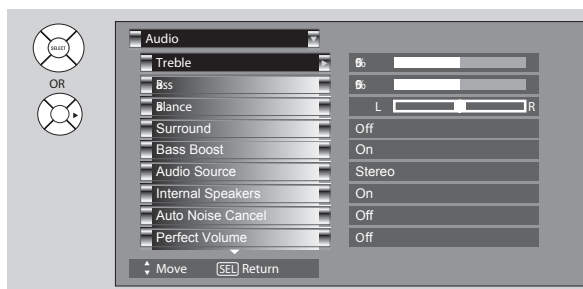 SELECT
OR
Audio
Treble
Bass
Balance L R
Surround Off
Bass Boost On
Audio Source Stereo
Internal Speakers On
Auto Noise Cancel Off
Perfect Volume Off
Move SEL Return